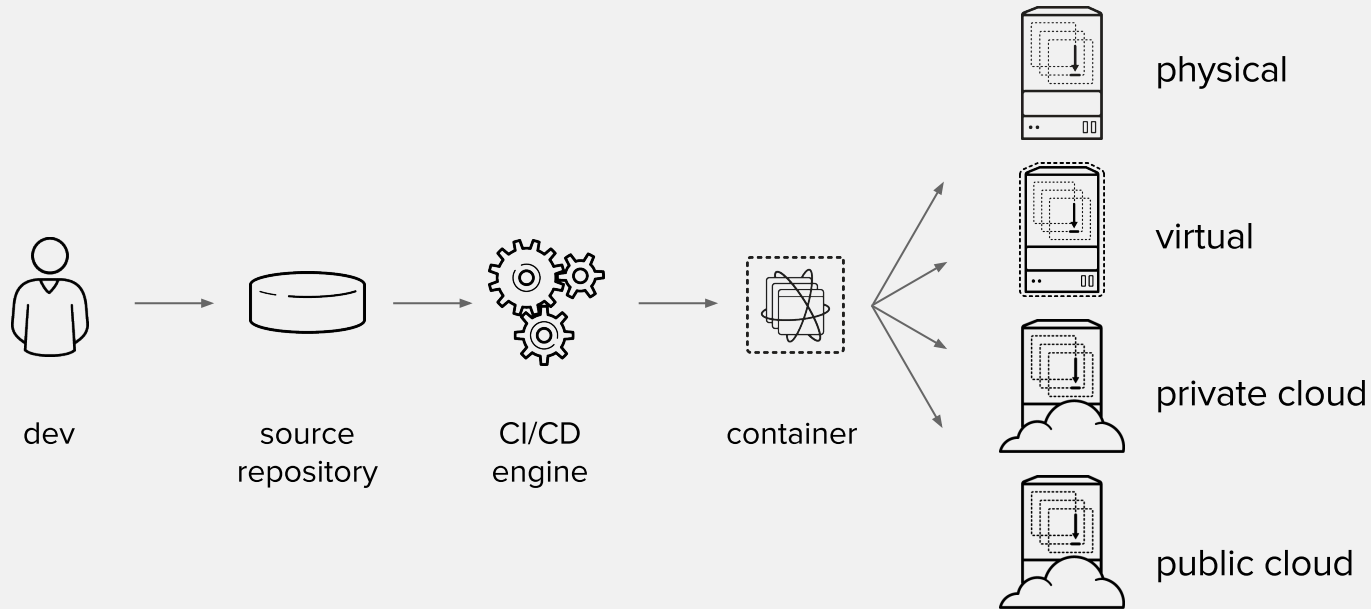 physical
virtual
private cloud
public cloud
dev
source
repository
CI/CD
engine
container